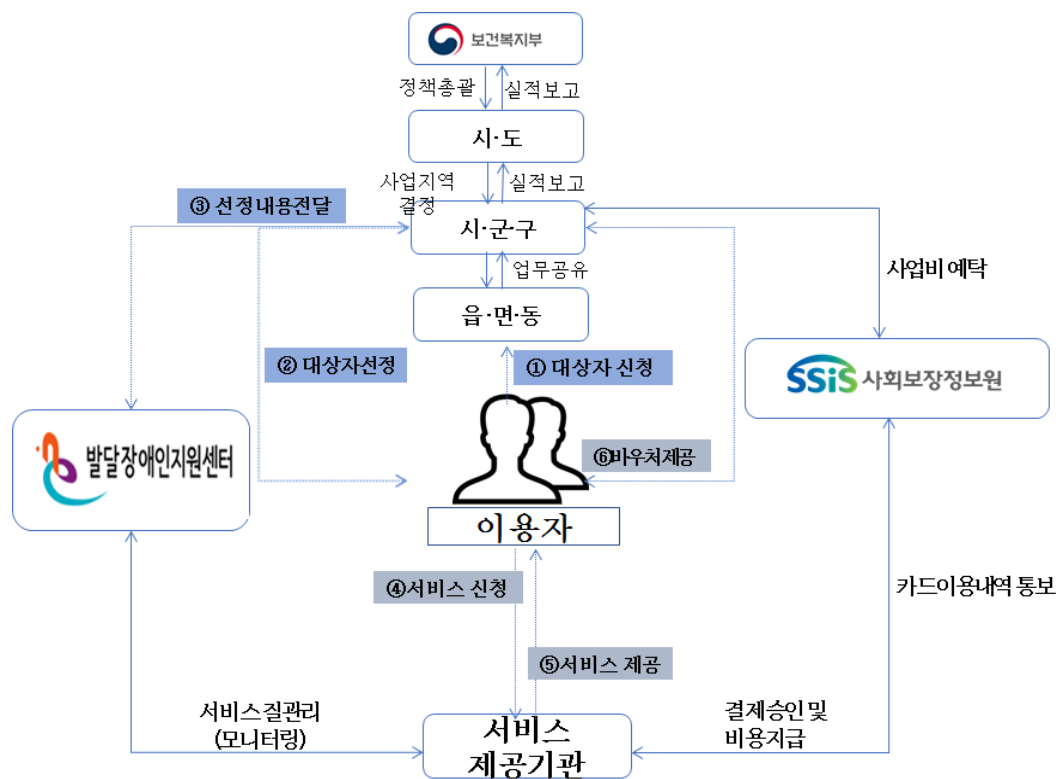 보건복지부
정책총괄
실적보고
시·도
사업지역
결정
실적보고
③ 선정내용전달
시·군·구
업무공유
사업비 예탁
읍·면·동
② 대상자선정
① 대상자 신청
SSiS 사회보장정보원
발달장애인지원센터
⑥바우처제공
이용자
④서비스 신청
카드이용내역 통보
⑤서비스 제공
서비스 질관리
(모니터링)
서비스
제공기관
결제승인 및
비용지급